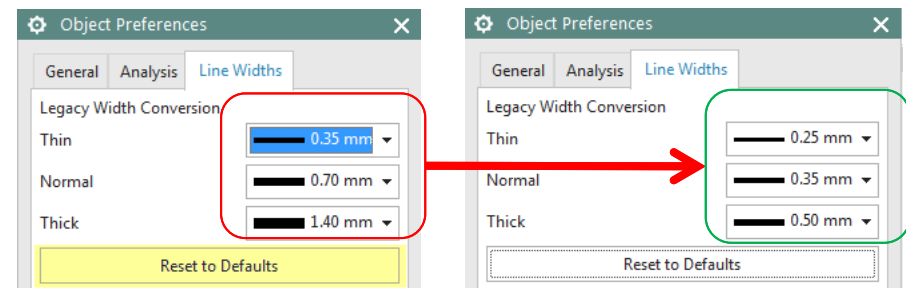 Object Preferences
General Analysis Line Widths
Legacy Width Conversion
Thin 0.35 mm
Normal 0.70 mm
Thick 1.40 mm
Reset to Defaults
Object Preferences
General Analysis Line Widths
Legacy Width Conversion
Thin 0.25 mm
Normal 0.35 mm
Thick 0.50 mm
Reset to Defaults